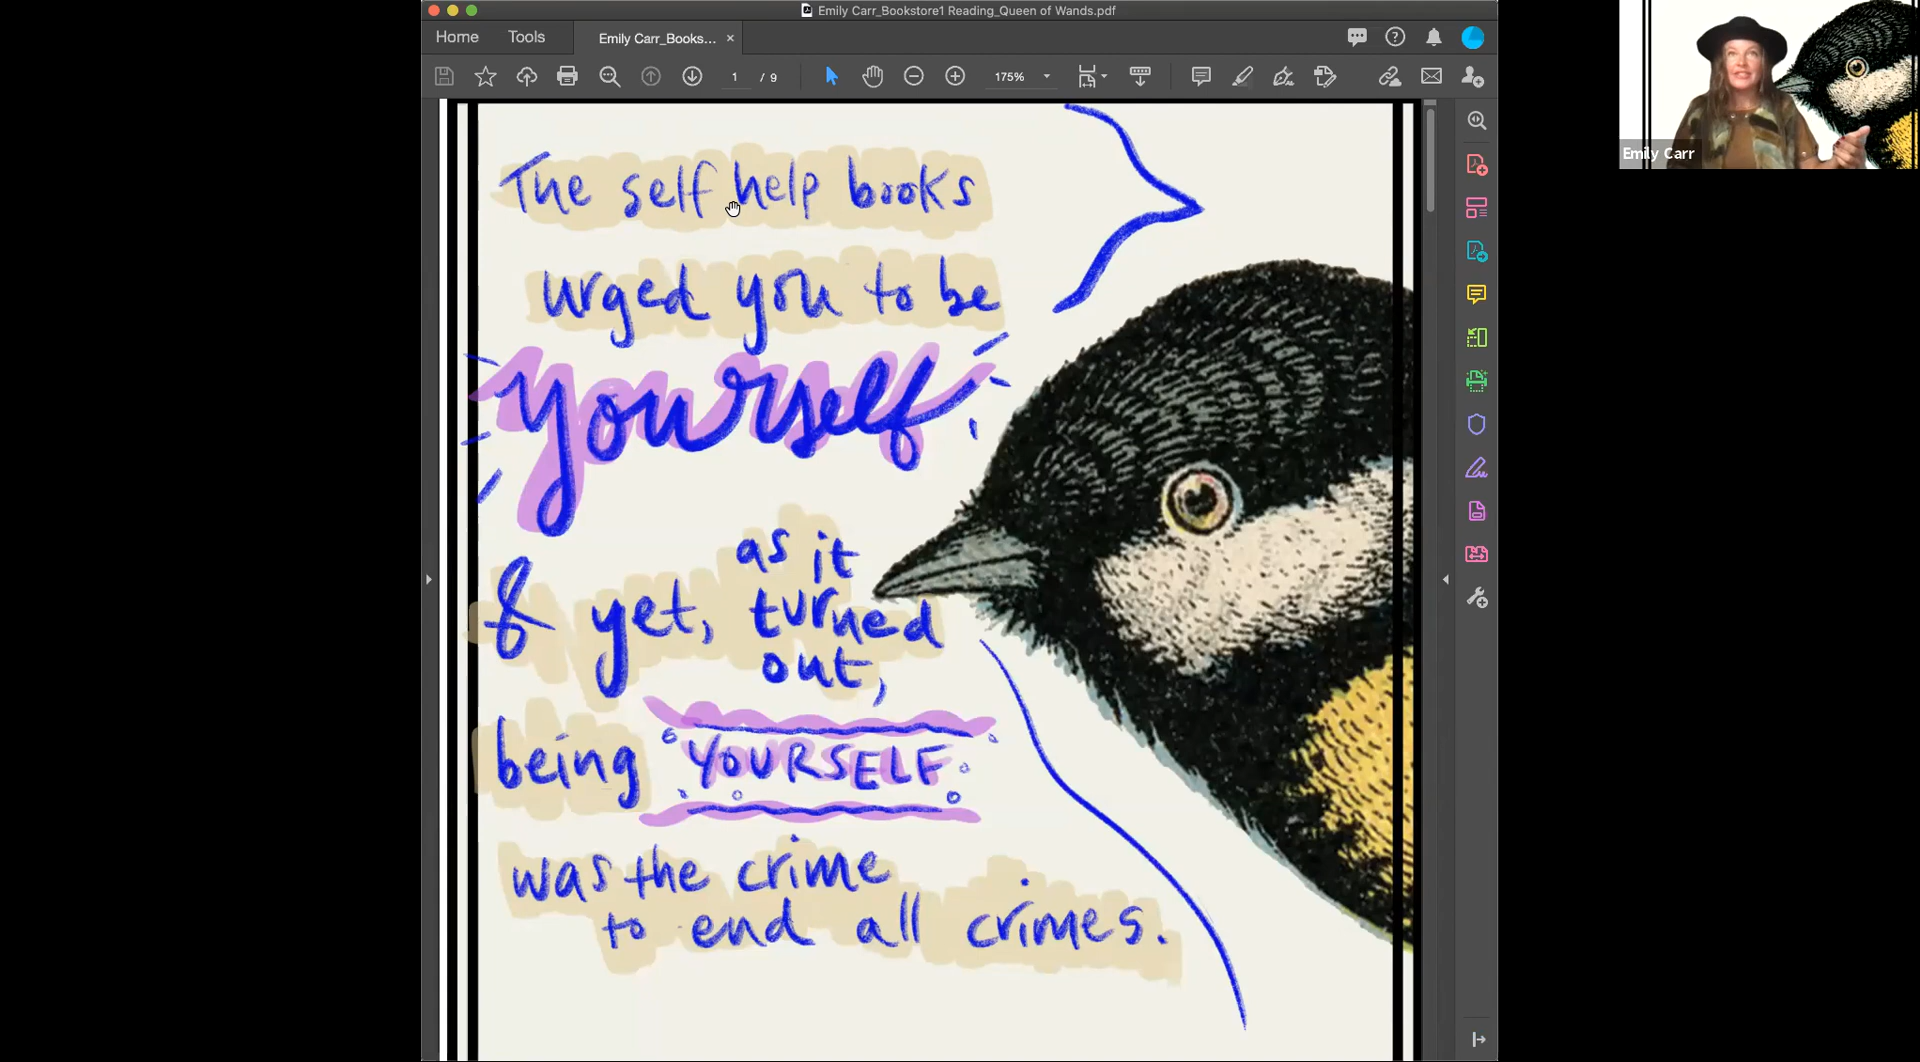 Emily Carr_Bookstore1 Reading_Queen of Wands.pdf
Home Tools Emily Carr_Books... ×
1 / 9 175%
The self help books
urged you to be
yourself
& yet, as it
turned
out,
being YOURSELF
was the crime
to end all crimes.
Emily Carr